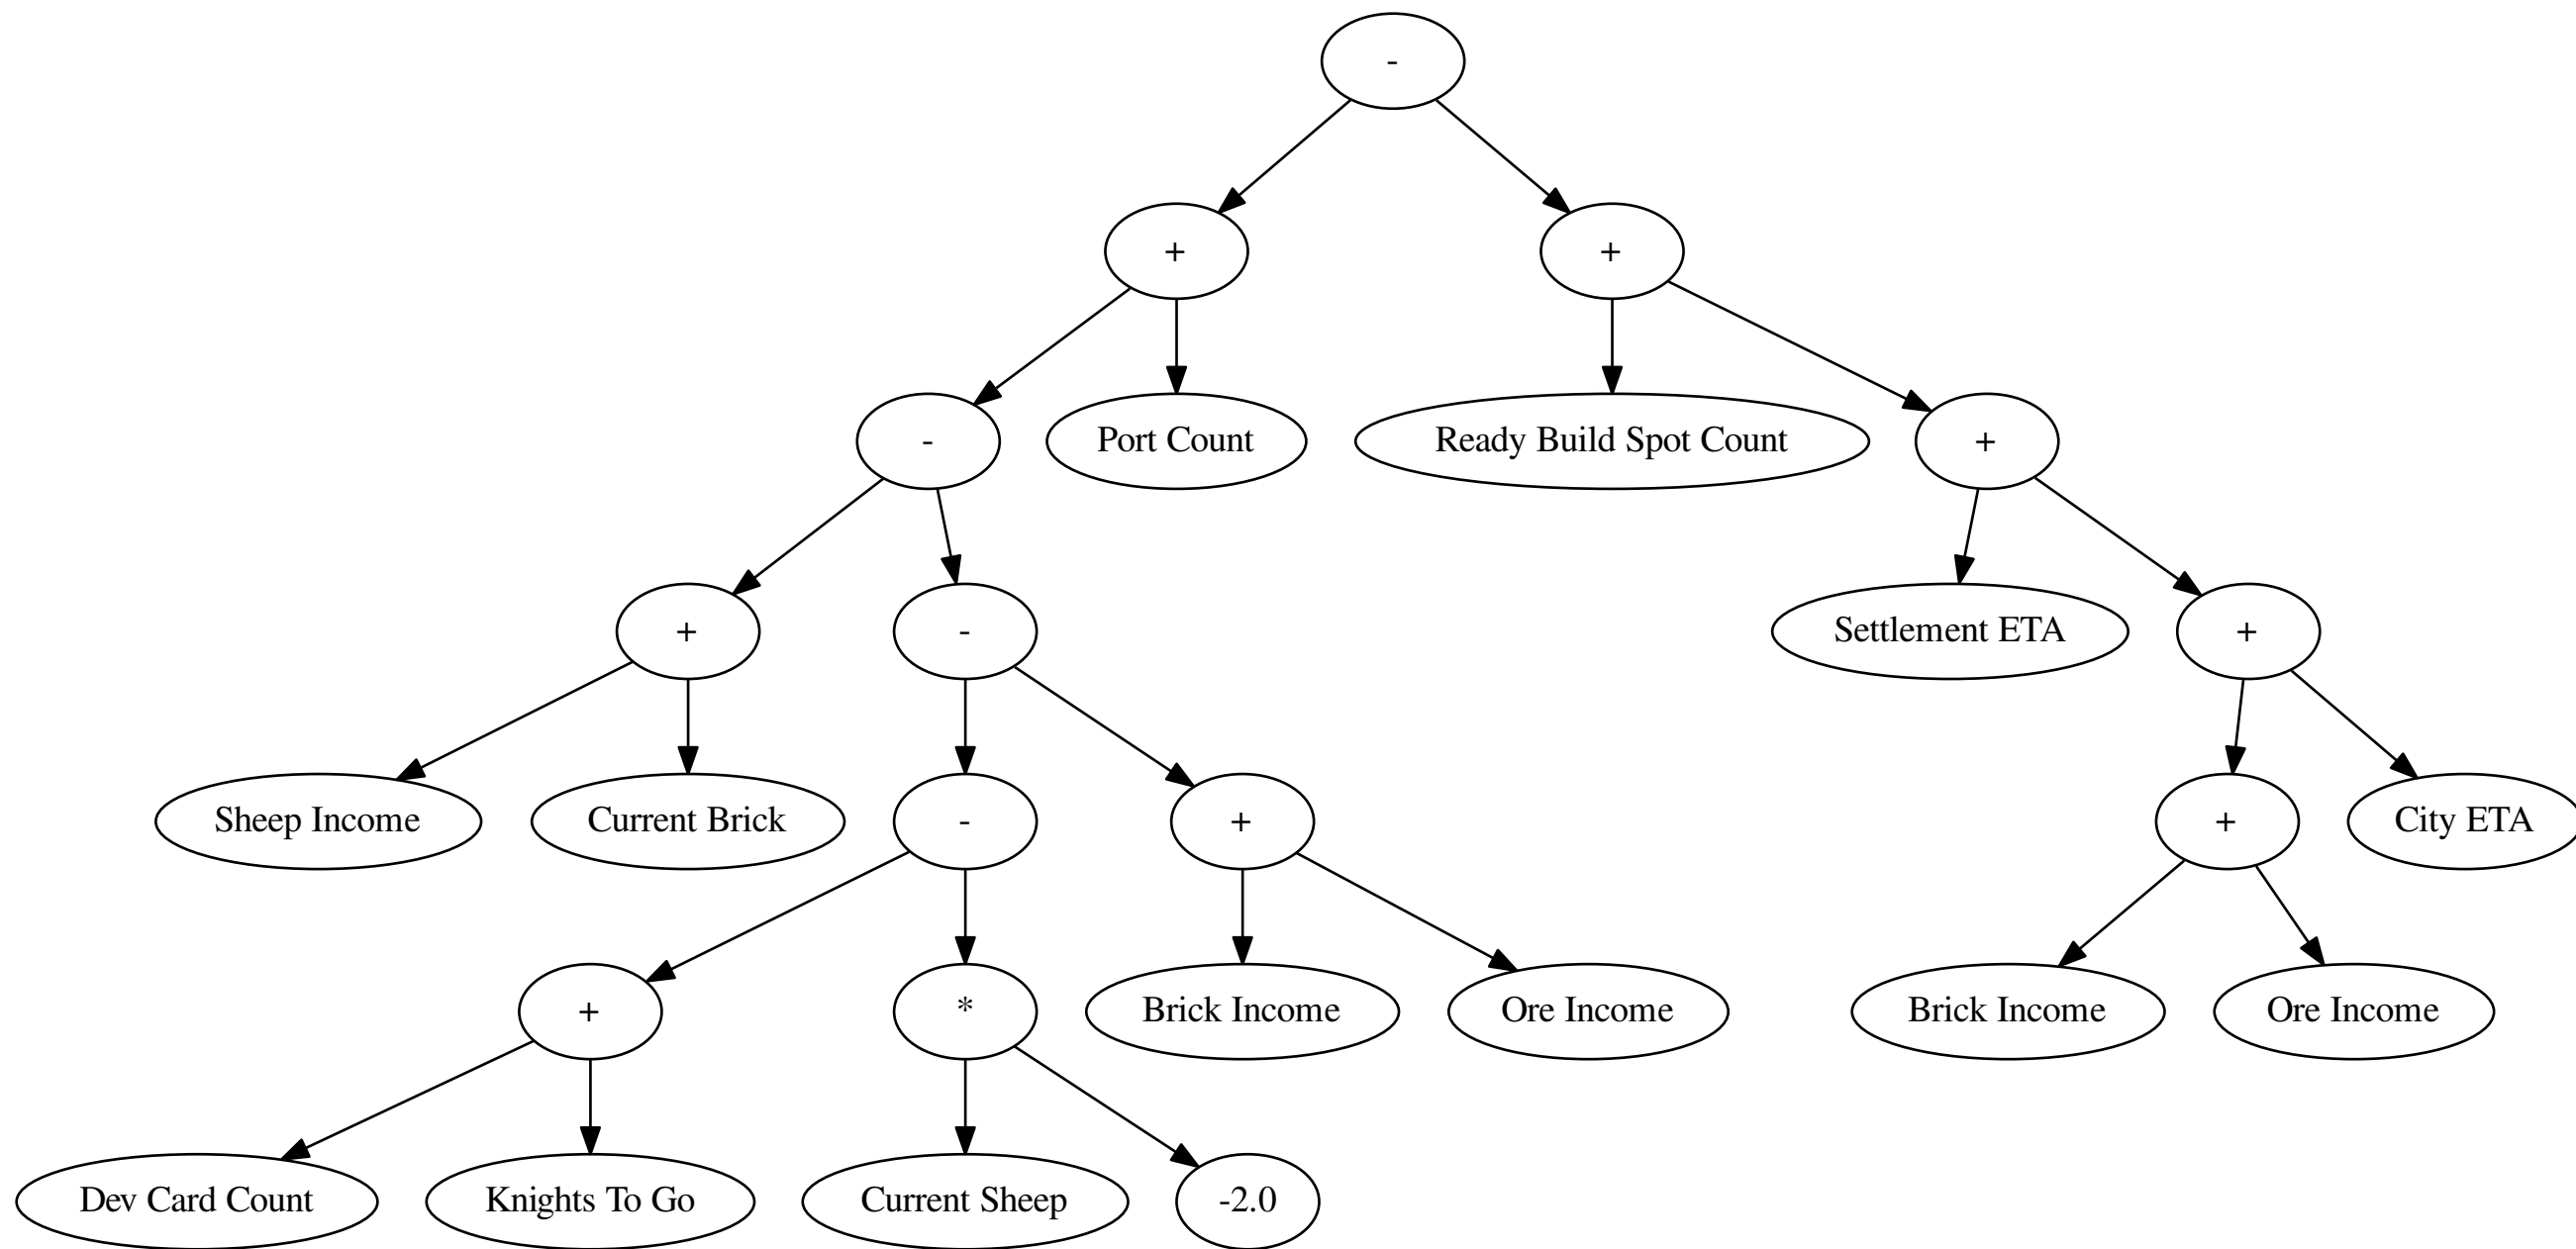 -
+
+
-
Port Count
Ready Build Spot Count
+
+
-
Settlement ETA
+
Sheep Income
Current Brick
-
+
+
City ETA
+
*
Brick Income
Ore Income
Brick Income
Ore Income
Dev Card Count
Knights To Go
Current Sheep
-2.0